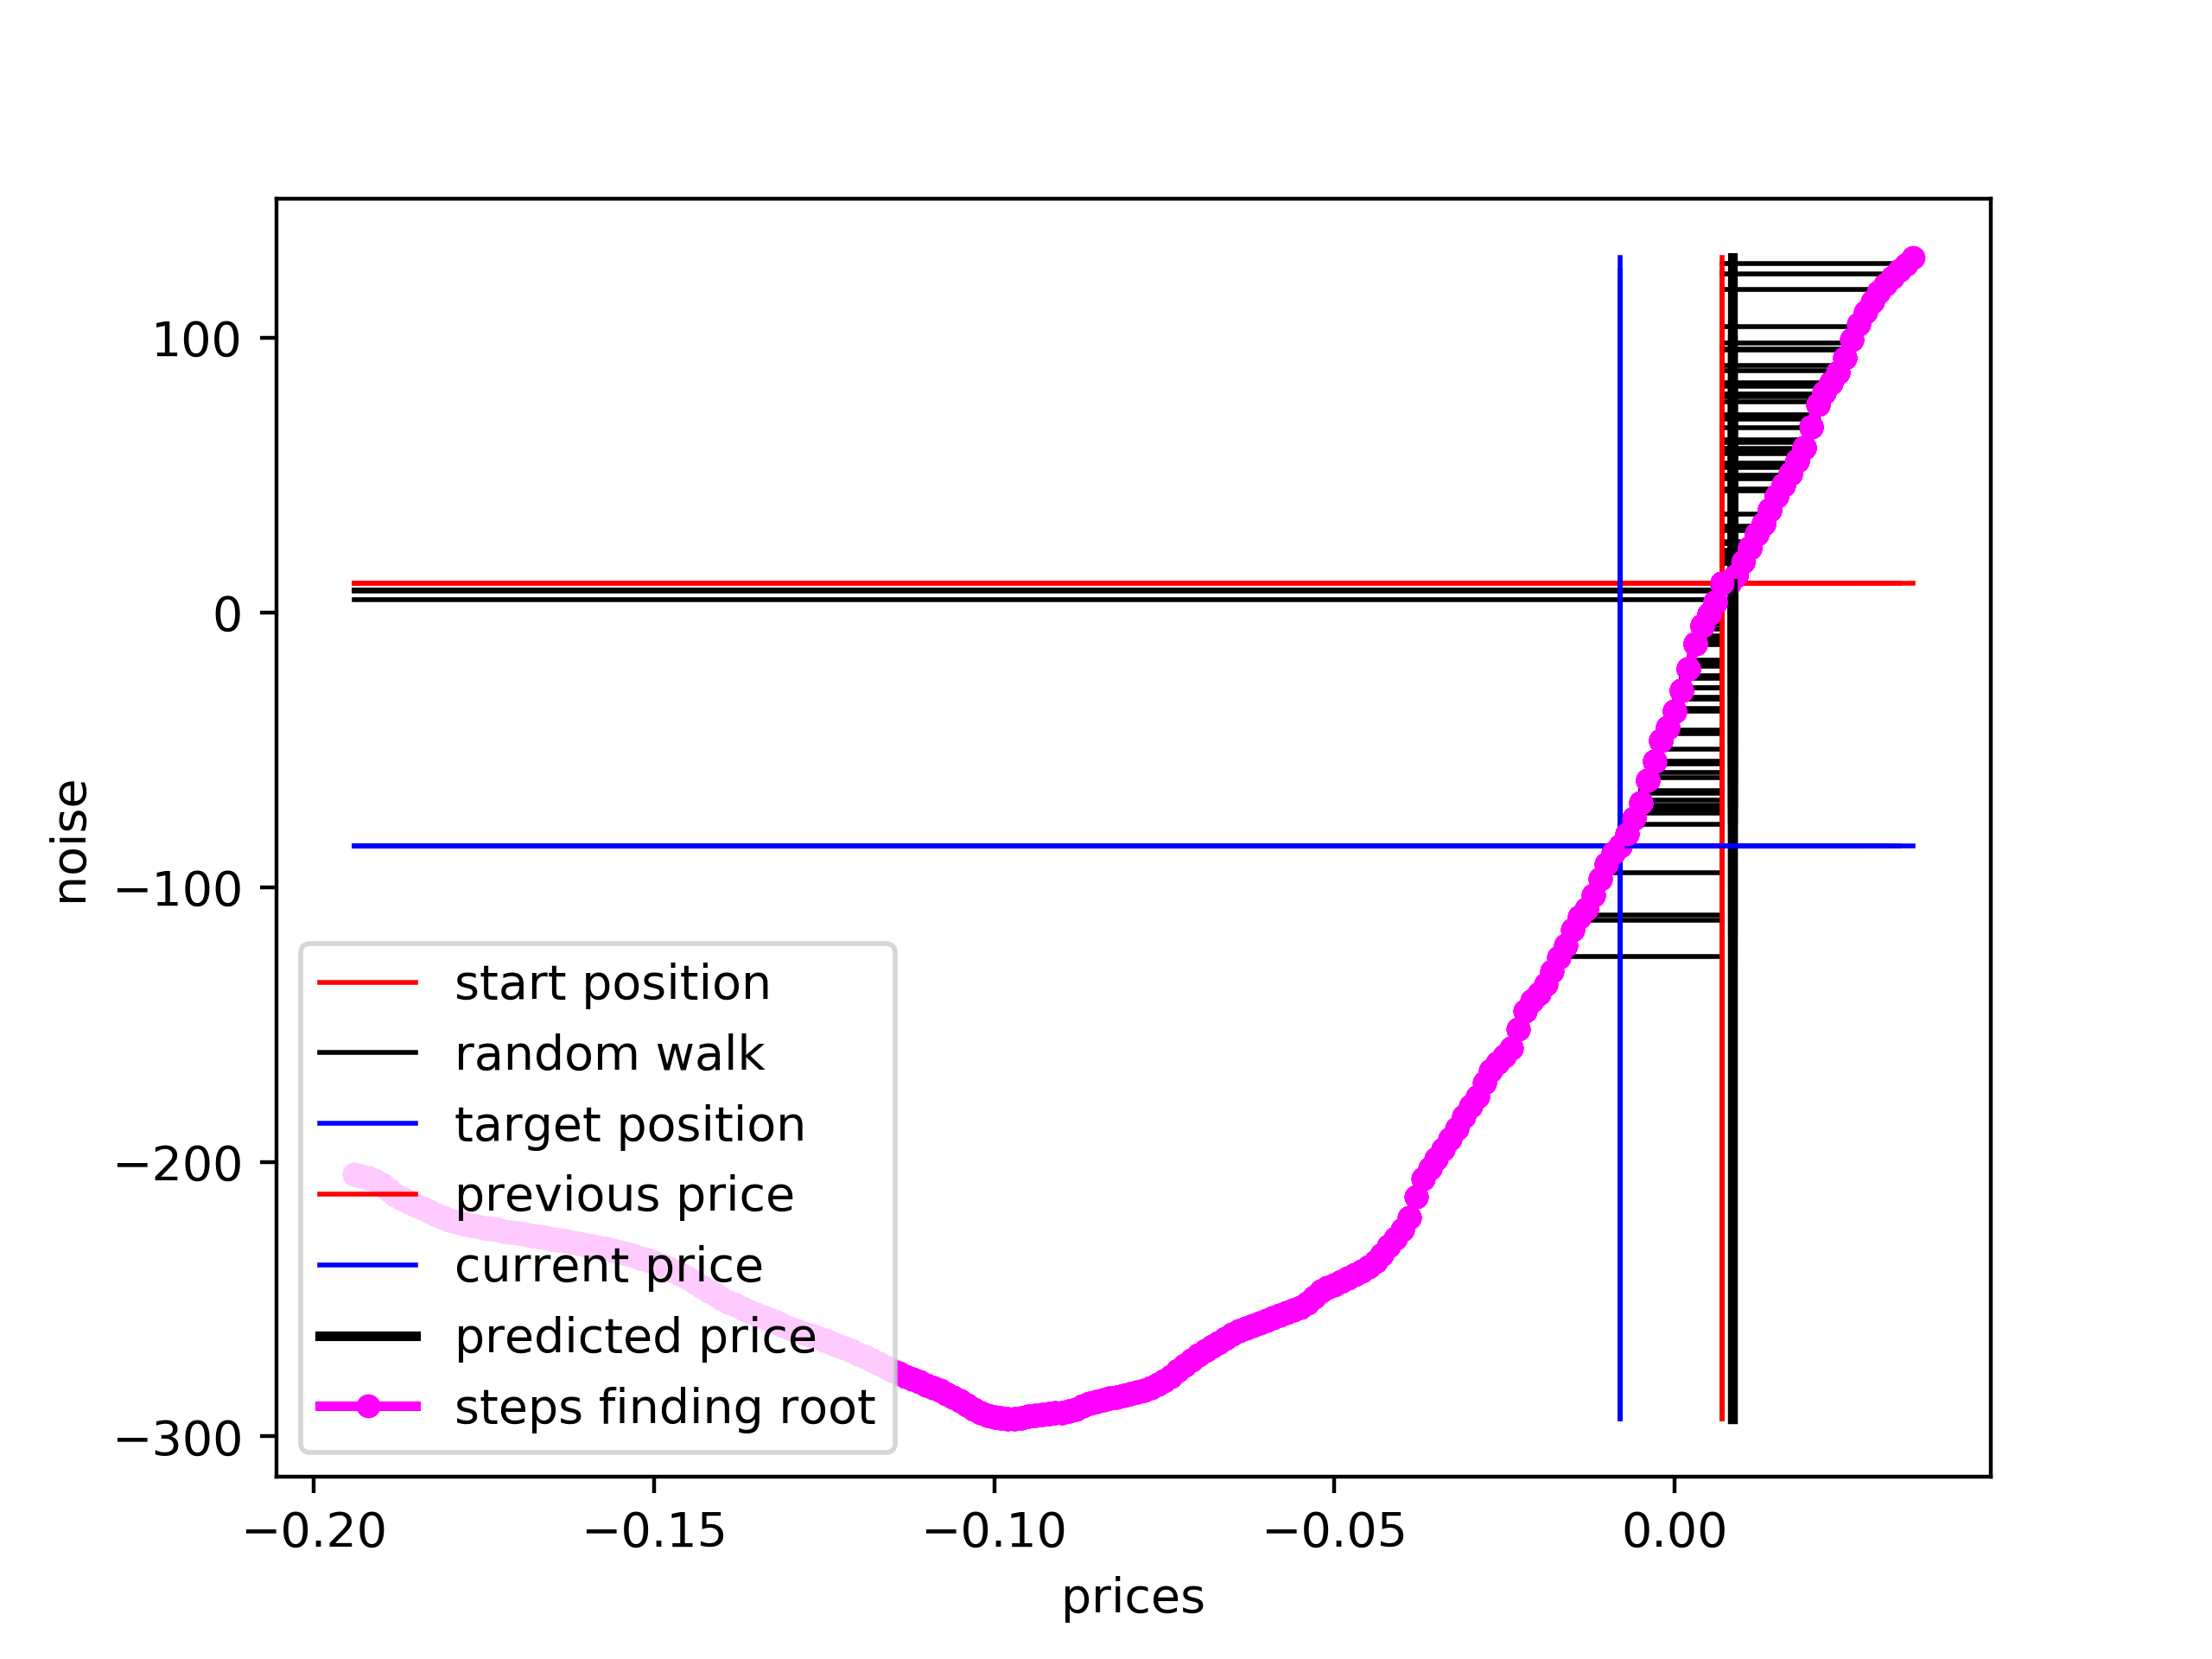 100
0
−100
−200
−300
noise
start position
random walk
target position
previous price
current price
predicted price
steps finding root
−0.20
−0.15
−0.10
−0.05
0.00
prices